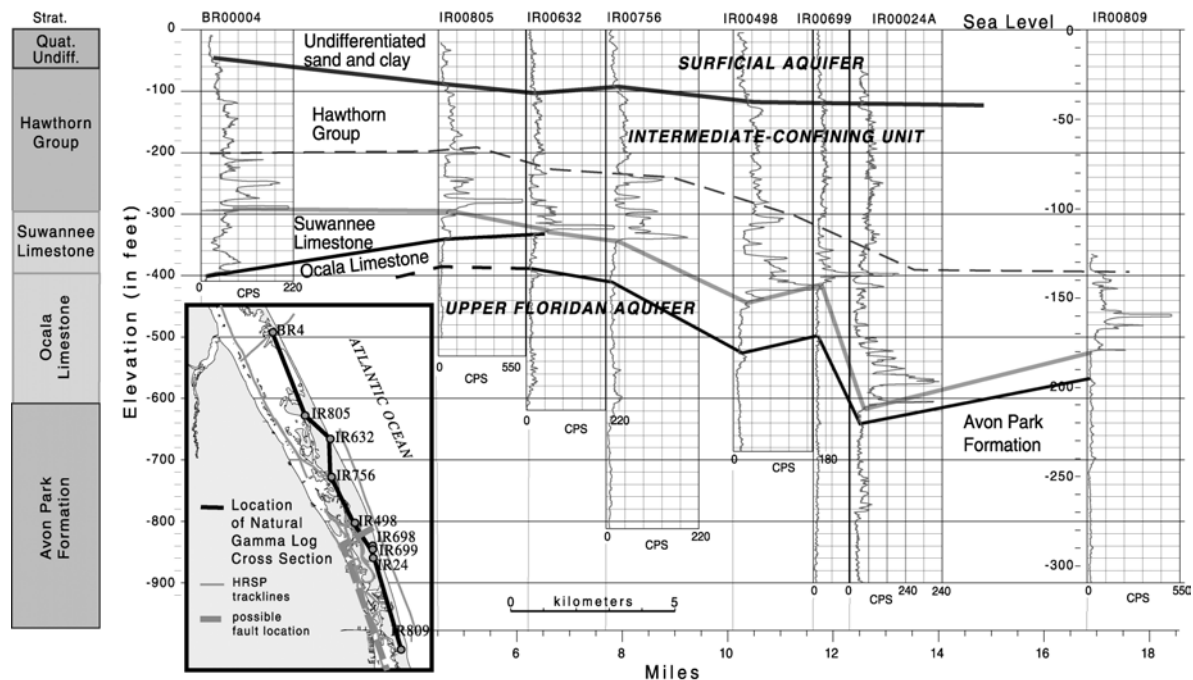 Strat.
BR00004
IR00805
IR00632
IR00756
IR00498
IR00699
IR00024A
Sea Level
IR00809
Quat.
Undiff.
Hawthorn
Group
Suwannee
Limestone
Ocala
Limestone
Avon Park
Formation
Elevation (in feet)
-0
-100
-200
-300
-400
-500
-600
-700
-800
-900
Undifferentiated
sand and clay
SURFICIAL AQUIFER
Hawthorn
Group
INTERMEDIATE-CONFINING UNIT
Suwannee
Limestone
Ocala Limestone
UPPER FLORIDAN AQUIFER
Avon Park
Formation
0
-50
-100
-150
-200
-250
-300
0 CPS 220
0 CPS 550
0 CPS 220
0 CPS 220
0 CPS 180
0 0 CPS 240 240
0 CPS 550
BR4
ATLANTIC OCEAN
IR805
IR632
IR756
IR498
IR698
IR699
IR24
IR809
Location
of Natural
Gamma Log
Cross Section
HRSP
tracklines
possible
fault location
0 kilometers 5
6 8 10 12 14 16 18
Miles